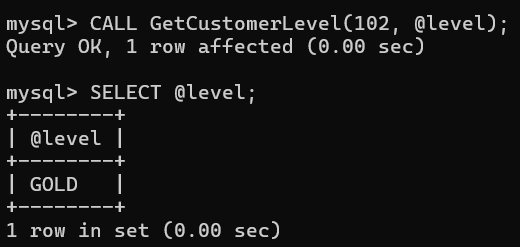 mysql> CALL GetCustomerLevel(102, @level);
Query OK, 1 row affected (0.00 sec)

mysql> SELECT @level;
+--------+
| @level |
+--------+
| GOLD   |
+--------+
1 row in set (0.00 sec)